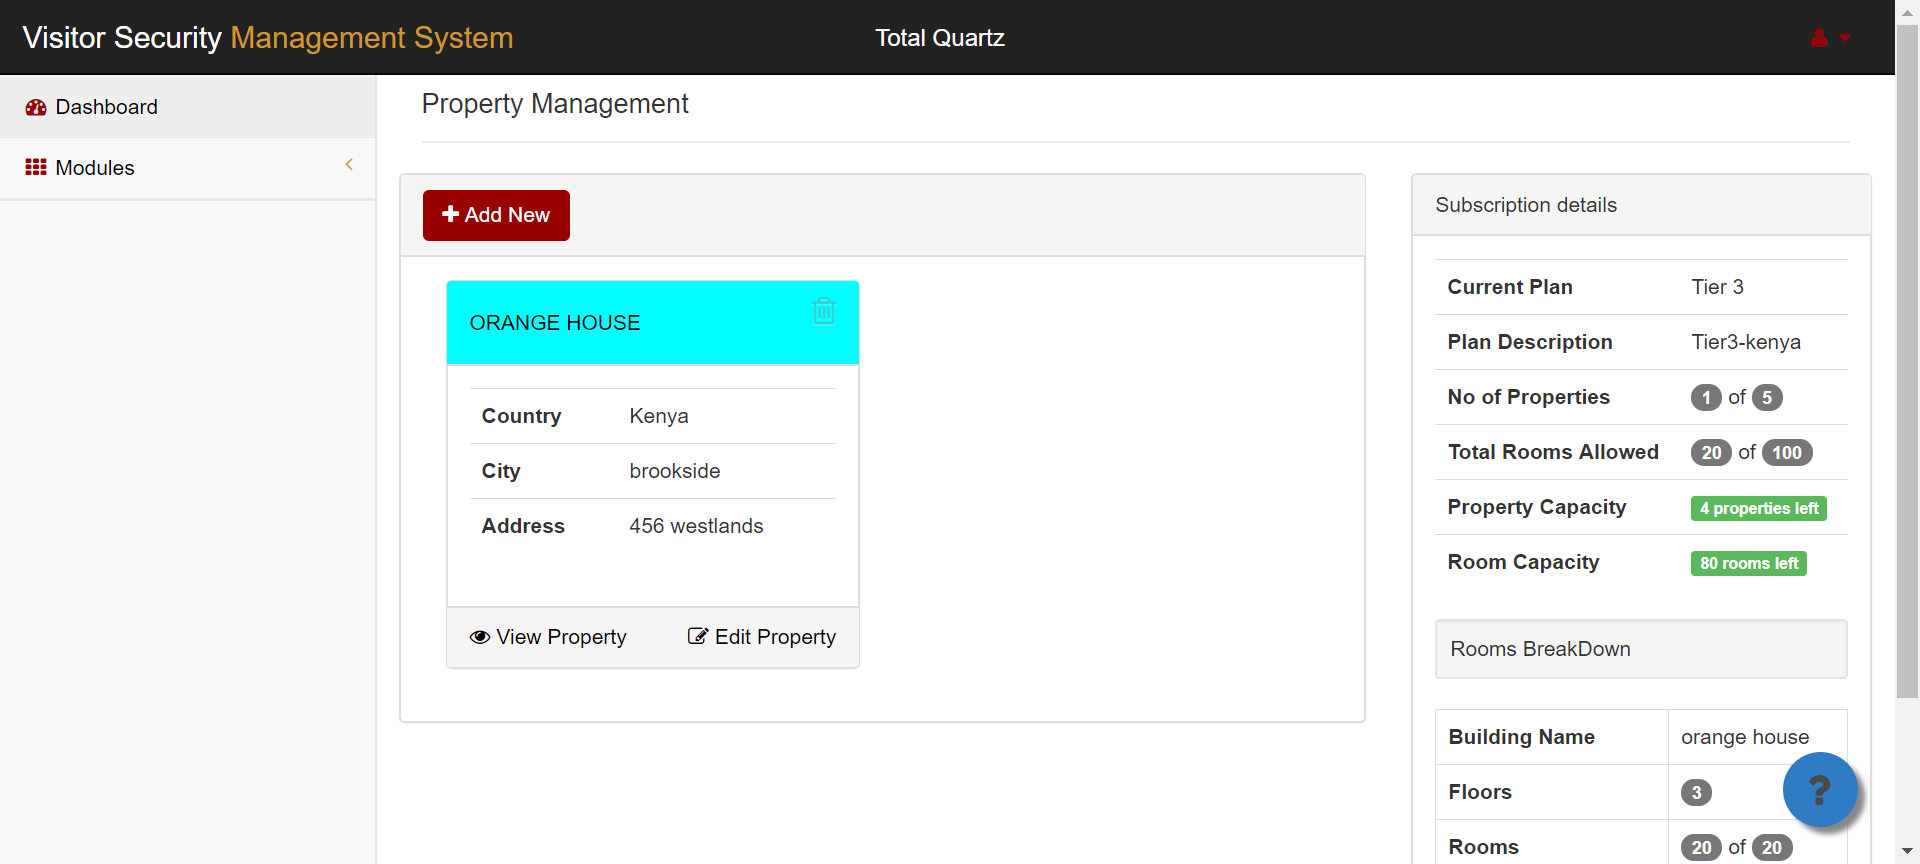 Visitor Security Management System
Total Quartz
Dashboard
Modules
Property Management
Add New
ORANGE HOUSE
Country Kenya
City brookside
Address 456 westlands
View Property Edit Property
Subscription details
Current Plan Tier 3
Plan Description Tier3-kenya
No of Properties 1 of 5
Total Rooms Allowed 20 of 100
Property Capacity 4 properties left
Room Capacity 80 rooms left
Rooms BreakDown
Building Name orange house
Floors 3
?
Rooms 20 of 20